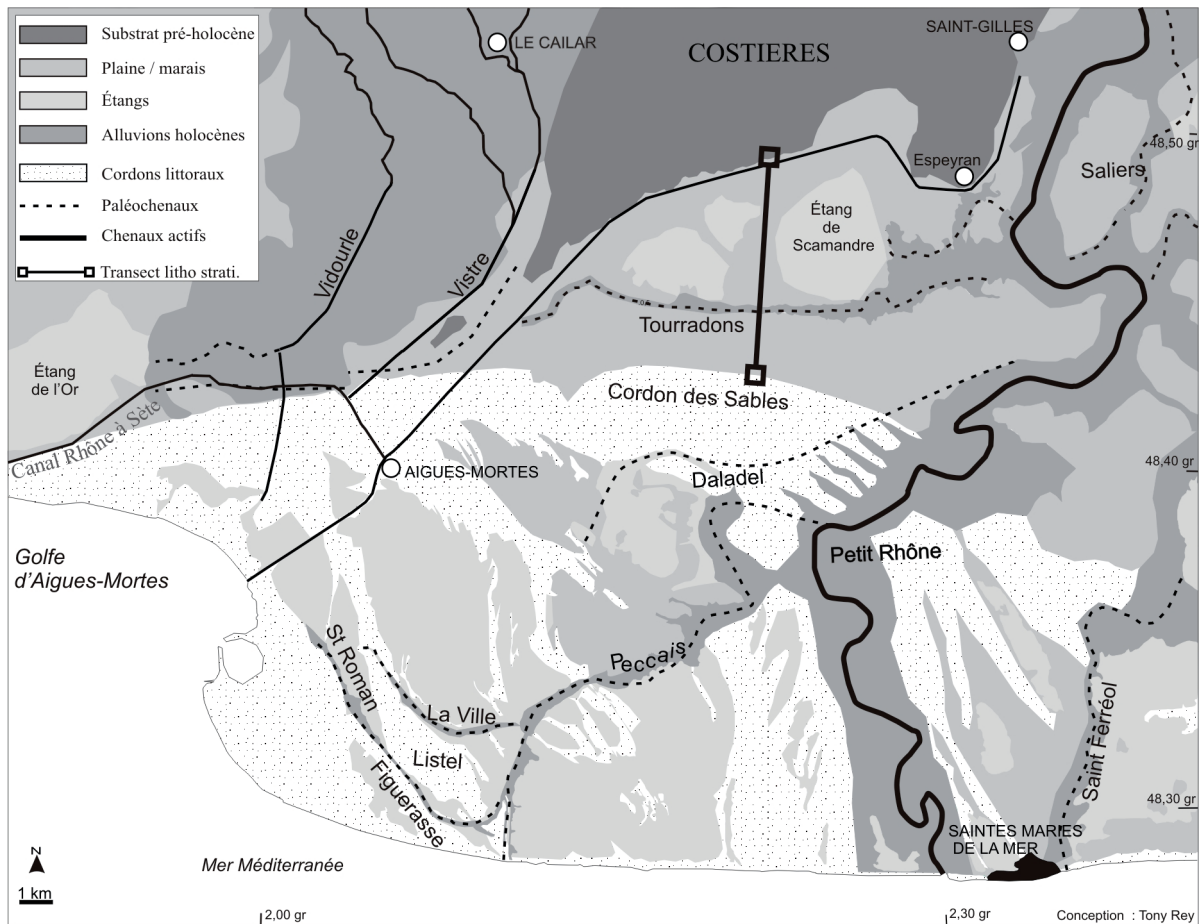 Substrat pré-holocène
Plaine / marais
Étangs
Alluvions holocènes
Cordons littoraux
Paléochenaux
Chenaux actifs
Transect litho strati.
LE CAILAR
COSTIERES
SAINT-GILLES
48,50 gr
Espeyran
Saliers
Étang
de
Scamandre
Vidourle
Vistre
Tourradons
Étang
de l'Or
Cordon des Sables
Canal Rhône à Sète
AIGUES-MORTES
Daladel
48,40 gr
Golfe
d'Aigues-Mortes
Petit Rhône
St Roman
Peccais
La Ville
Listel
Figuerasse
Saint Ferréol
48,30 gr
SAINTES MARIES
DE LA MER
Mer Méditerranée
N
1 km
2,00 gr
2,30 gr
Conception : Tony Rey